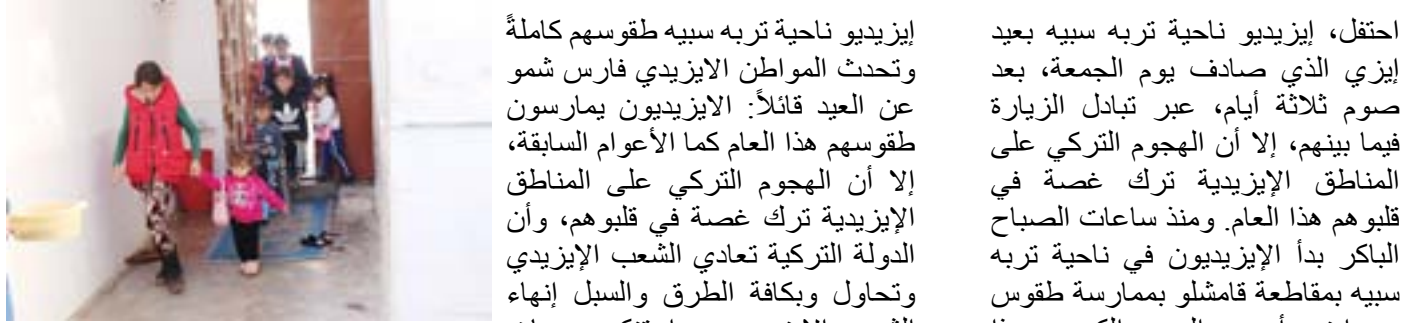 احتفل، إيزيديو ناحية تربه سبيه بعيد
إيزي الذي صادف يوم الجمعة، بعد
صوم ثلاثة أيام، عبر تبادل الزيارة
فيما بينهم، إلا أن الهجوم التركي على
المناطق الإيزيدية ترك غصة في
قلوبهم هذا العام. ومنذ ساعات الصباح
الباكر بدأ الإيزيديون في ناحية تربه
سبيه بمقاطعة قامشلو بممارسة طقوس
إيزيديو ناحية تربه سبيه طقوسهم كاملةً
وتحدث المواطن الايزيدي فارس شمو
عن العيد قائلاً: الايزيديون يمارسون
طقوسهم هذا العام كما الأعوام السابقة،
إلا أن الهجوم التركي على المناطق
الإيزيدية ترك غصة في قلوبهم، وأن
الدولة التركية تعادي الشعب الإيزيدي
وتحاول وبكافة الطرق والسبل إنهاء